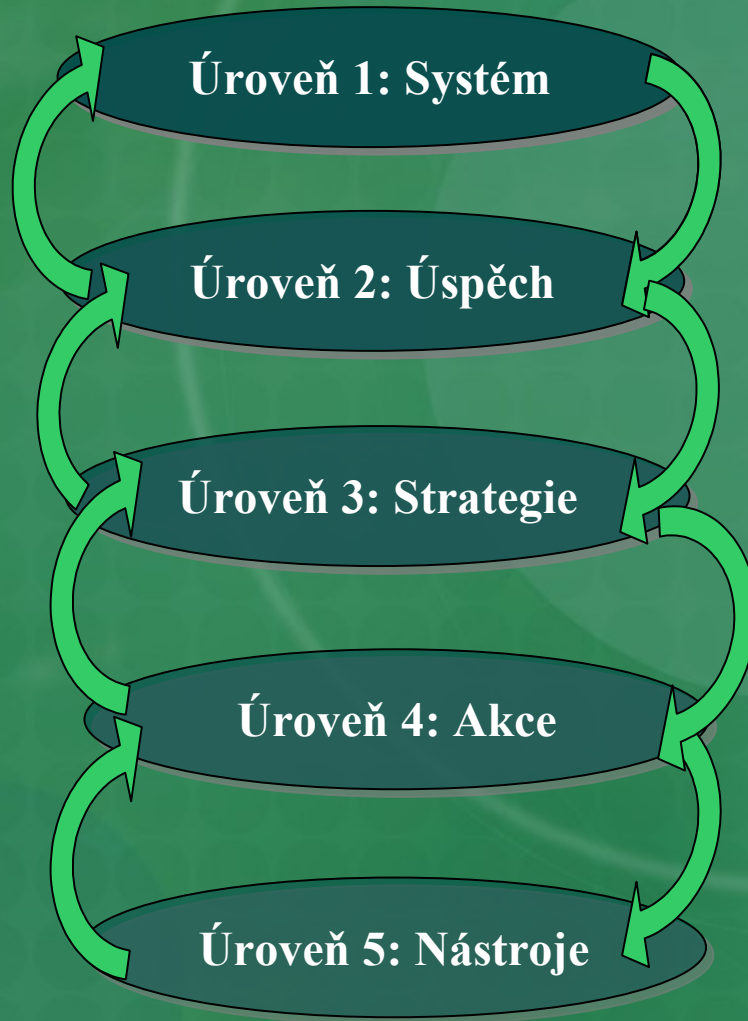 Úroveň 1: Systém
Úroveň 2: Úspěch
Úroveň 3: Strategie
Úroveň 4: Akce
Úroveň 5: Nástroje